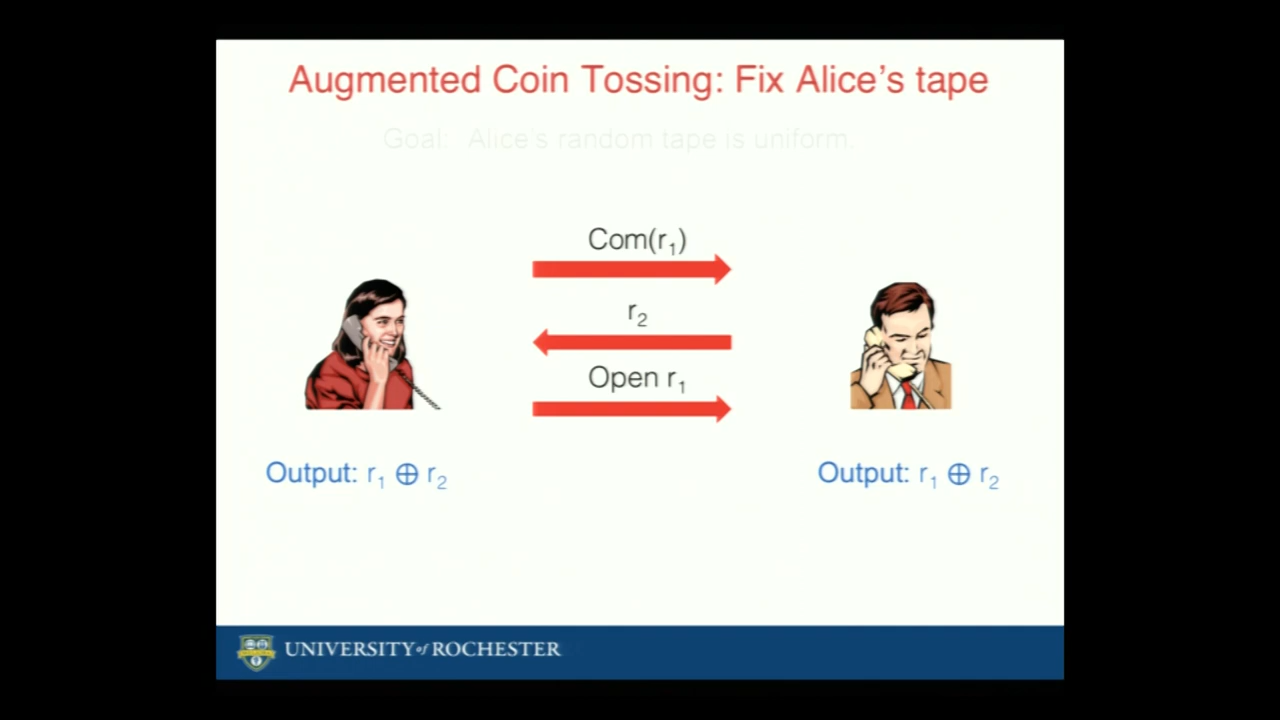 Augmented Coin Tossing: Fix Alice's tape
Goal: Alice's random tape is uniform.
Com(r₁)
r₂
Open r₁
Output: r₁ ⊕ r₂
Output: r₁ ⊕ r₂
UNIVERSITY of ROCHESTER